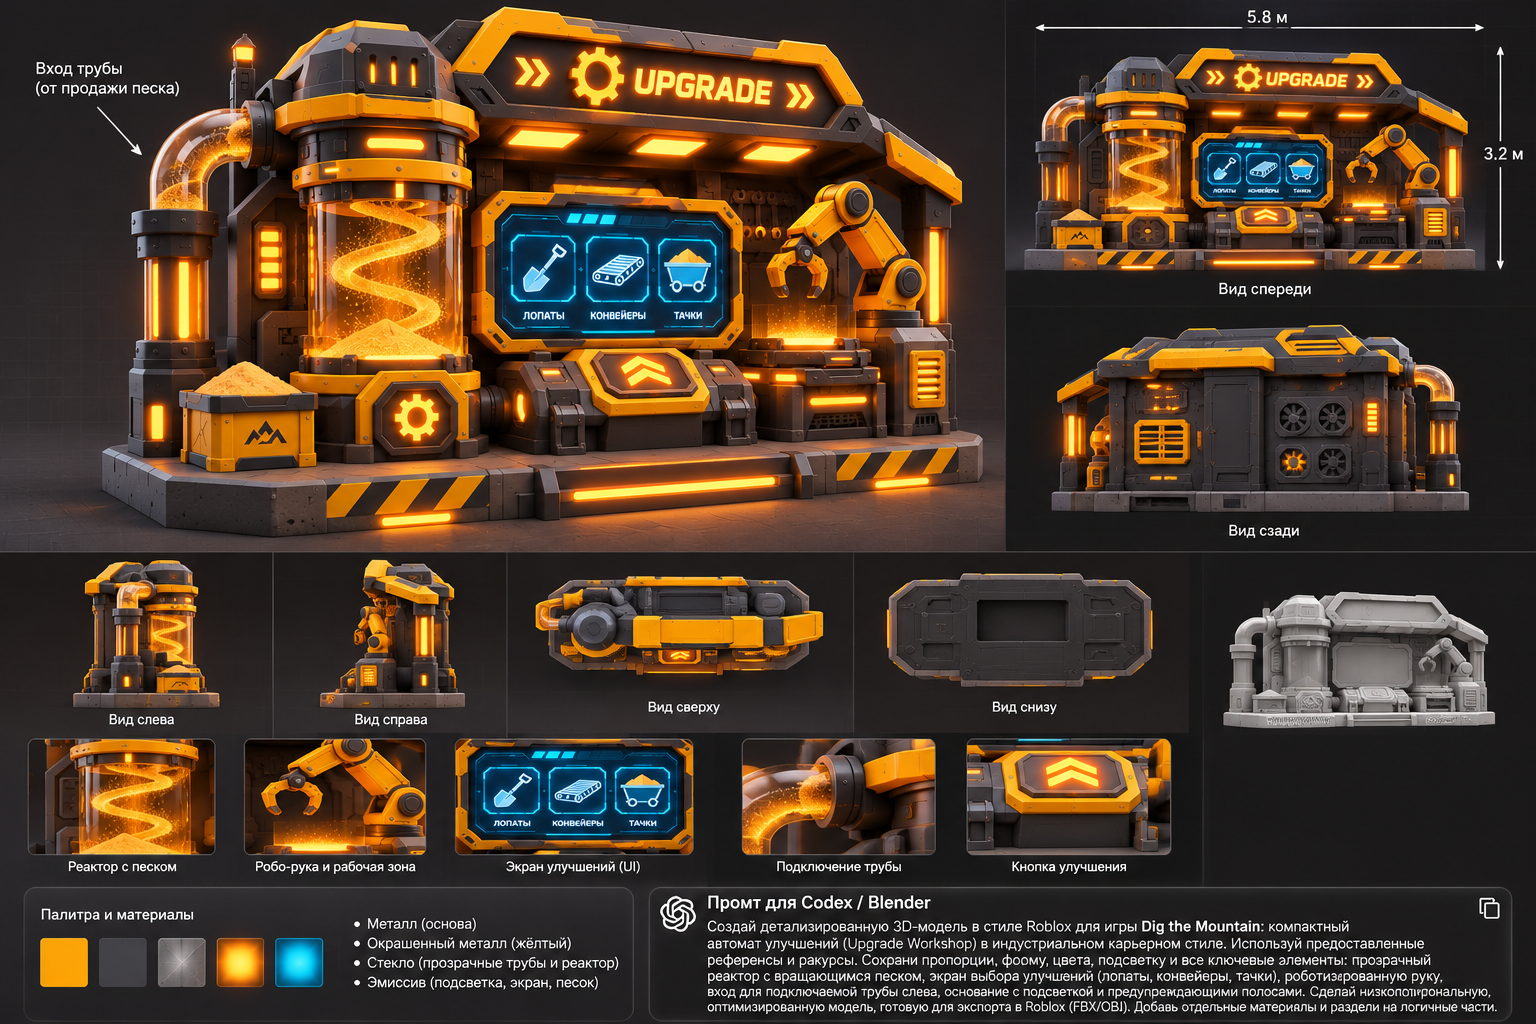 Вход трубы
(от продажи песка)
UPGRADE
ЛОПАТЫ
КОНВЕЙЕРЫ
ТАЧКИ
5.8 м
3.2 м
UPGRADE
ЛОПАТЫ
КОНВЕЙЕРЫ
ТАЧКИ
Вид спереди
Вид сзади
Вид слева
Вид справа
Вид сверху
Вид снизу
ЛОПАТЫ
КОНВЕЙЕРЫ
ТАЧКИ
Реактор с песком
Робо-рука и рабочая зона
Экран улучшений (UI)
Подключение трубы
Кнопка улучшения
Палитра и материалы
• Металл (основа)
• Окрашенный металл (жёлтый)
• Стекло (прозрачные трубы и реактор)
• Эмиссив (подсветка, экран, песок)
Промт для Codex / Blender
Создай детализированную 3D-модель в стиле Roblox для игры Dig the Mountain: компактный
автомат улучшений (Upgrade Workshop) в индустриальном карьерном стиле. Используй предоставленные
референсы и ракурсы. Сохрани пропорции, форму, цвета, подсветку и все ключевые элементы: прозрачный
реактор с вращающимся песком, экран выбора улучшений (лопаты, конвейеры, тачки), роботизированную руку,
вход для подключаемой трубы слева, основание с подсветкой и предупреждающими полосами. Сделай
оптимизированную модель, готовую для экспорта в Roblox (FBX/OBJ). Добавь отдельные материалы и раздели на логичные части.